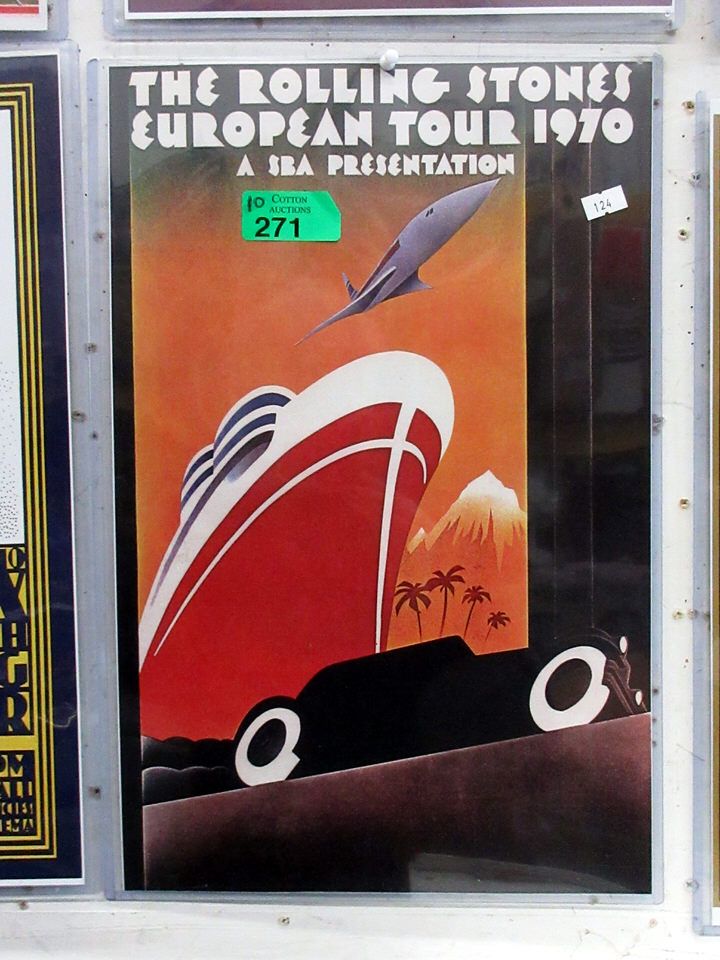 THE ROLLING STONES
EUROPEAN TOUR 1970
A SBA PRESENTATION
10 COTTON
AUCTIONS
271
124